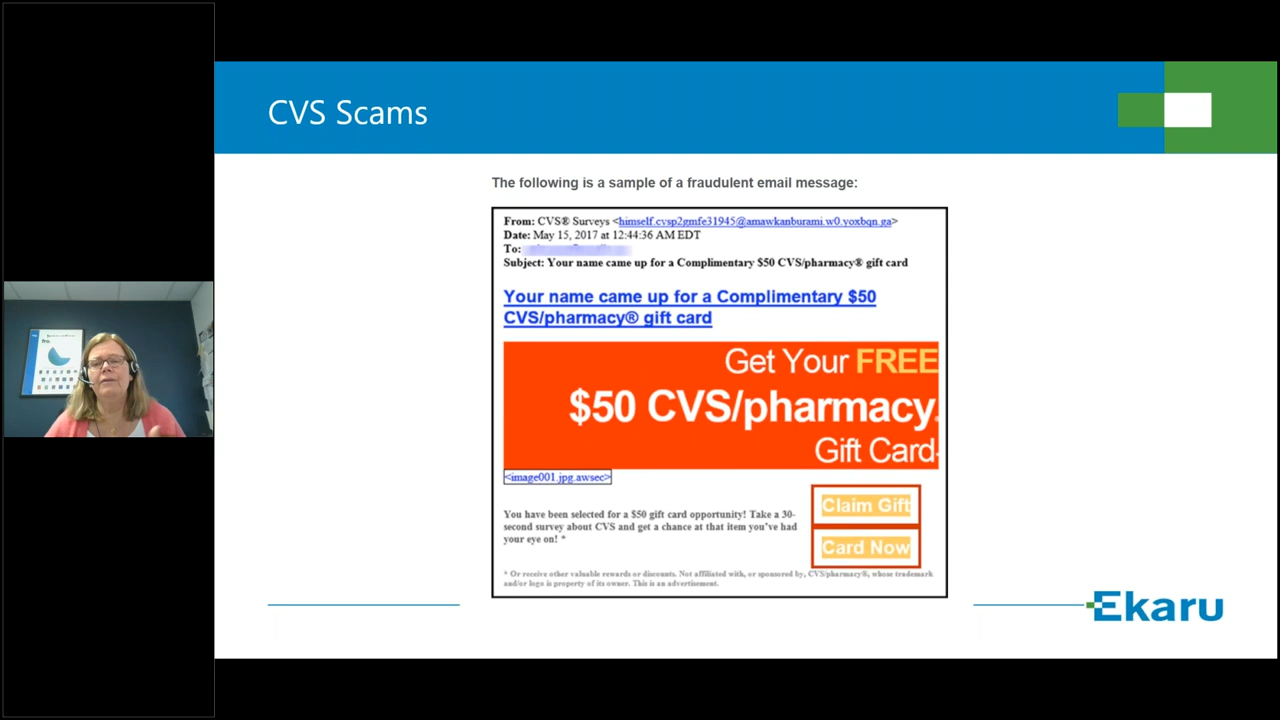 CVS Scams
The following is a sample of a fraudulent email message:
From: CVS® Surveys <himself.cvsp2gmfe31945@amawkanburami.w0.yoxbqn.ga>
Date: May 15, 2017 at 12:44:36 AM EDT
To:
Subject: Your name came up for a Complimentary $50 CVS/pharmacy® gift card
Your name came up for a Complimentary $50
CVS/pharmacy® gift card
Get Your FREE
$50 CVS/pharmacy.
Gift Card
<image001.jpg.awsec>
You have been selected for a $50 gift card opportunity! Take a 30-
second survey about CVS and get a chance at that item you've had
your eye on! *
Claim Gift
Card Now
* Or receive other valuable rewards or discounts. Not affiliated with, or sponsored by, CVS/pharmacy®, whose trademark
and/or logo is property of its owner. This is an advertisement.
Ekaru